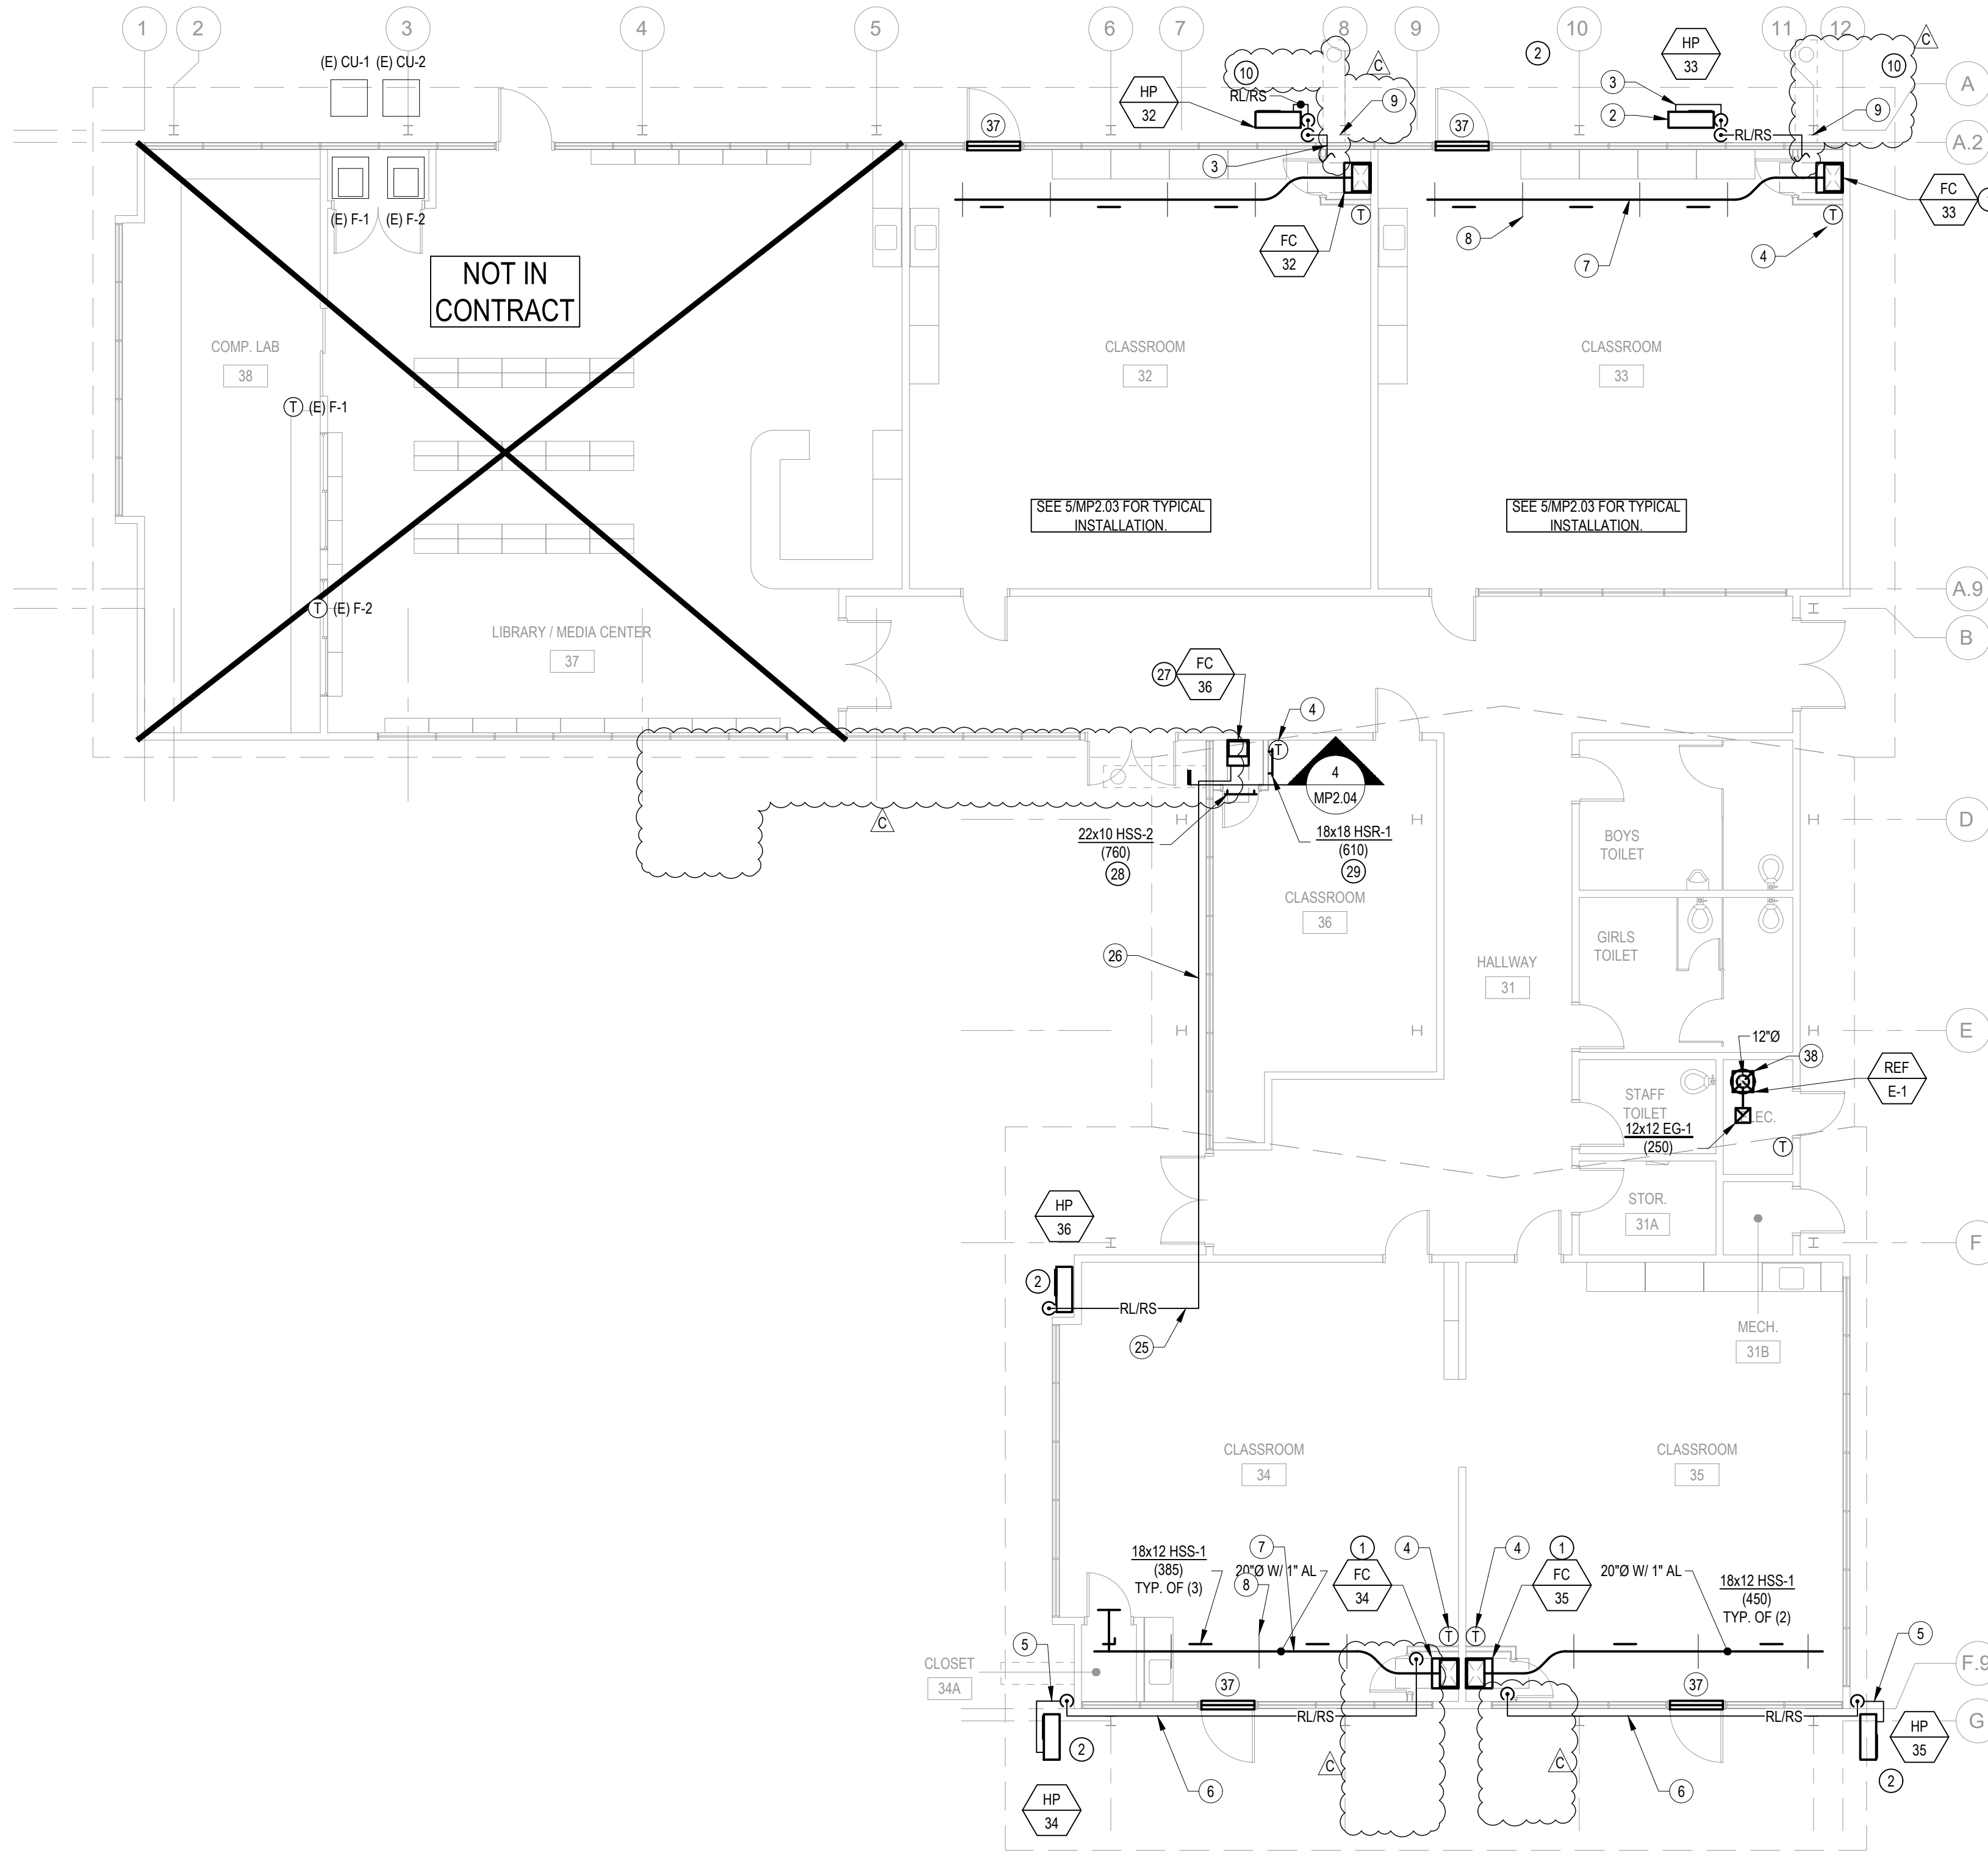 1
2
3
4
5
6
7
8
9
10
11
12
(E) CU-1
(E) CU-2
HP
32
10
RL/RS
C
9
2
HP
33
3
2
RL/RS
9
10
C
A
A.2
37
3
37
(E) F-1
(E) F-2
T
FC
32
8
7
4
T
FC
33
NOT IN
CONTRACT
COMP. LAB
38
T
(E) F-1
CLASSROOM
32
CLASSROOM
33
SEE 5/MP2.03 FOR TYPICAL
INSTALLATION.
SEE 5/MP2.03 FOR TYPICAL
INSTALLATION.
T
(E) F-2
LIBRARY / MEDIA CENTER
37
A.9
B
27
FC
36
4
T
4
MP2.04
C
22x10 HSS-2
(760)
28
18x18 HSR-1
(610)
29
CLASSROOM
36
BOYS
TOILET
D
GIRLS
TOILET
26
HALLWAY
31
E
12"Ø
38
REF
E-1
STAFF
TOILET
LEC.
12x12 EG-1
(250)
T
STOR.
31A
HP
36
F
2
RL/RS
25
MECH.
31B
CLASSROOM
34
CLASSROOM
35
18x12 HSS-1
(385)
TYP. OF (3)
20"Ø W/ 1" AL
7
8
1
FC
34
4
4
1
FC
35
20"Ø W/ 1" AL
18x12 HSS-1
(450)
TYP. OF (2)
T
T
5
CLOSET
34A
37
37
5
F.9
G
RL/RS
RL/RS
2
HP
34
6
C
C
6
HP
35
2